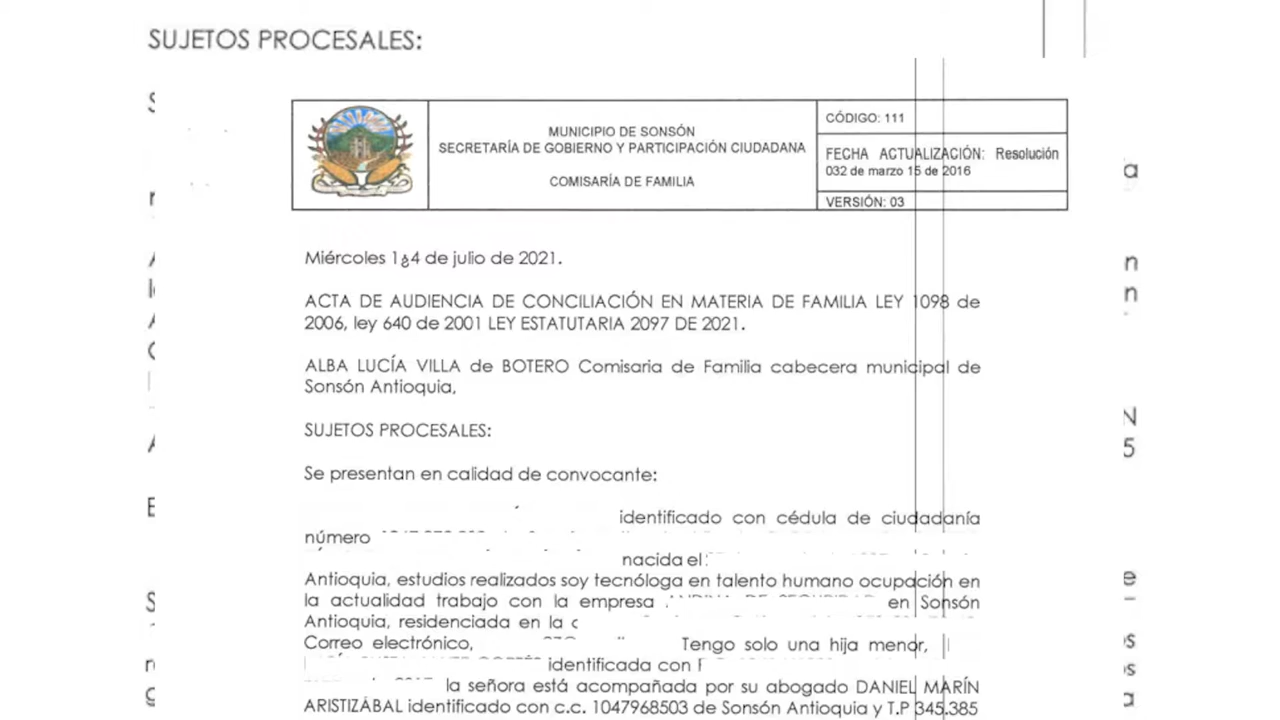 SUJETOS PROCESALES:
MUNICIPIO DE SONSÓN
SECRETARÍA DE GOBIERNO Y PARTICIPACIÓN CIUDADANA
COMISARÍA DE FAMILIA
CÓDIGO: 111
FECHA ACTUALIZACIÓN: Resolución
032 de marzo 15 de 2016
VERSIÓN: 03
Miércoles 1 4 de julio de 2021.
ACTA DE AUDIENCIA DE CONCILIACIÓN EN MATERIA DE FAMILIA LEY 1098 de
2006, ley 640 de 2001 LEY ESTATUTARIA 2097 DE 2021.
ALBA LUCÍA VILLA de BOTERO Comisaria de Familia cabecera municipal de
Sonsón Antioquia,
SUJETOS PROCESALES:
Se presentan en calidad de convocante:
identificado con cédula de ciudadanía
número
nacida el:
Antioquia, estudios realizados soy tecnóloga en talento humano ocupación en
la actualidad trabajo con la empresa en Sonsón
Antioquia, residenciada en la c
Correo electrónico, Tengo solo una hija menor,
identificada con
la señora está acompañada por su abogado DANIEL MARÍN
ARISTIZÁBAL identificado con c.c. 1047968503 de Sonsón Antioquia y T.P 345.385